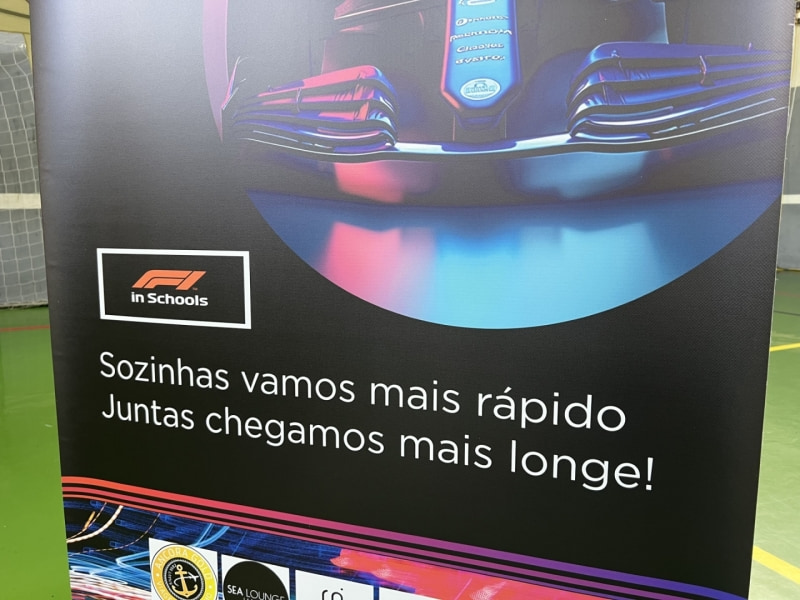 F1
in Schools
Sozinhas vamos mais rápido
Juntas chegamos mais longe!
SEA LOUNGE